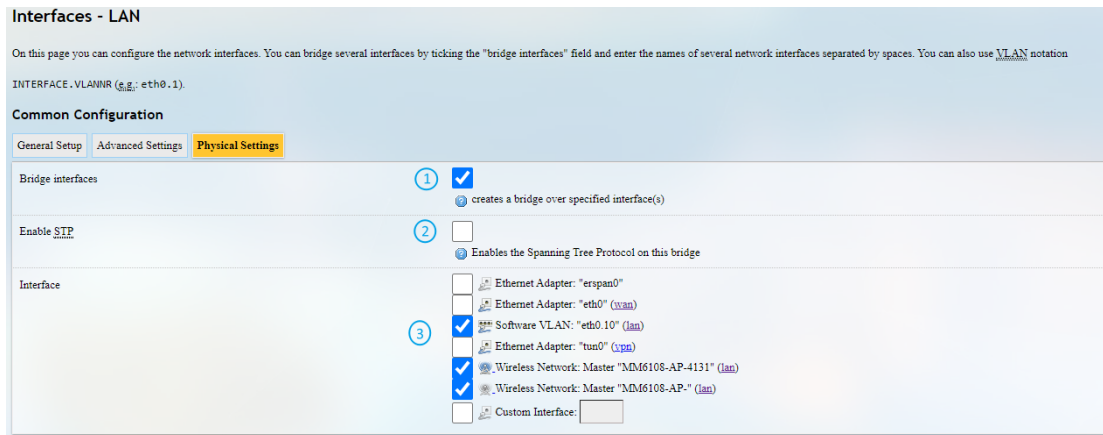 Interfaces - LAN
On this page you can configure the network interfaces. You can bridge several interfaces by ticking the "bridge interfaces" field and enter the names of several network interfaces separated by spaces. You can also use VLAN notation
INTERFACE.VLANNR (e.g.: eth0.1).
Common Configuration
General Setup Advanced Settings Physical Settings
Bridge interfaces 1
creates a bridge over specified interface(s)
Enable STP 2
Enables the Spanning Tree Protocol on this bridge
Interface
Ethernet Adapter: "erspan0"
Ethernet Adapter: "eth0" (wan)
3 Software VLAN: "eth0.10" (lan)
Ethernet Adapter: "tun0" (vpn)
Wireless Network: Master "MM6108-AP-4131" (lan)
Wireless Network: Master "MM6108-AP-" (lan)
Custom Interface: